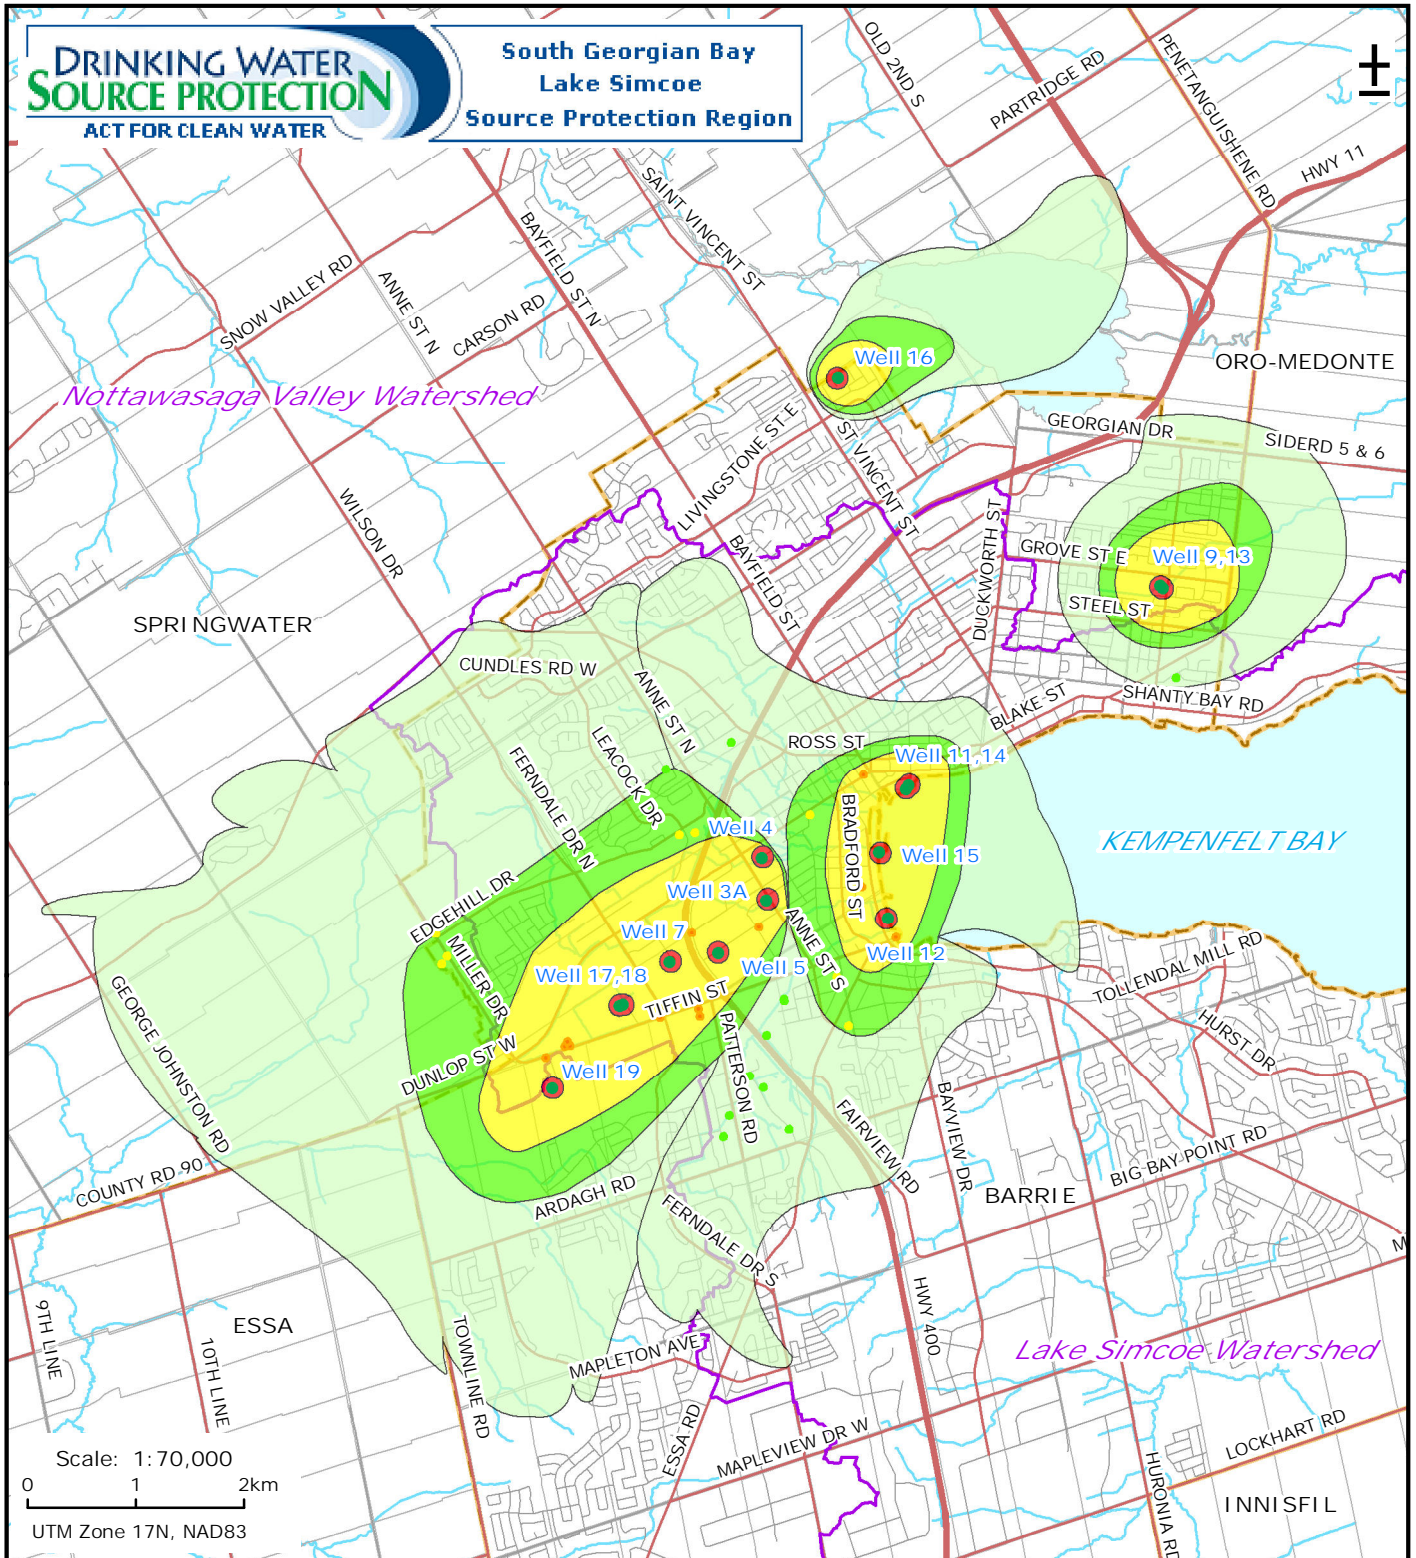 DRINKING WATER
SOURCE PROTECTION
ACT FOR CLEAN WATER
South Georgian Bay
Lake Simcoe
Source Protection Region
±
OLD 2ND S
PARTRIDGE RD
PENETANGUISHENE RD
HWY 11
SAINT VINCENT ST
BAYFIELD ST N
SNOW VALLEY RD
ANNE ST N
CARSON RD
Nottawasaga Valley Watershed
Well 16
ORO-MEDONTE
GEORGIAN DR
SIDERD 5 & 6
LIVINGSTONE ST E
ST VINCENT ST
WILSON DR
BAYFIELD ST
DUCKWORTH ST
GROVE ST E
Well 9,13
STEEL ST
SPRINGWATER
CUNDLES RD W
ANNE ST N
BLAKE ST
SHANTY BAY RD
LEACOCK DR
FERNDALE DR N
ROSS ST
Well 11,14
BRADFORD ST
Well 4
Well 15
KEMPENFELT BAY
Well 3A
EDGEHILL DR
MILLER DR
Well 7
ANNE ST S
Well 12
Well 5
Well 17,18
TIFFIN ST
TOLLENDAL MILL RD
HURST DR
GEORGE JOHNSTON RD
DUNLOP ST W
PATTERSON RD
Well 19
FAIRVIEW RD
BAYVIEW DR
BIG BAY POINT RD
COUNTY RD 90
ARDAGH RD
BARRIE
FERNDALE DR S
M
9TH LINE
ESSA
10TH LINE
TOWNLINE RD
HWY 400
MAPLETON AVE
Lake Simcoe Watershed
ESSA RD
MAPLEVIEW DR W
LOCKHART RD
HURONIA RD
INNISFIL
Scale: 1:70,000
0 1 2km
UTM Zone 17N, NAD83